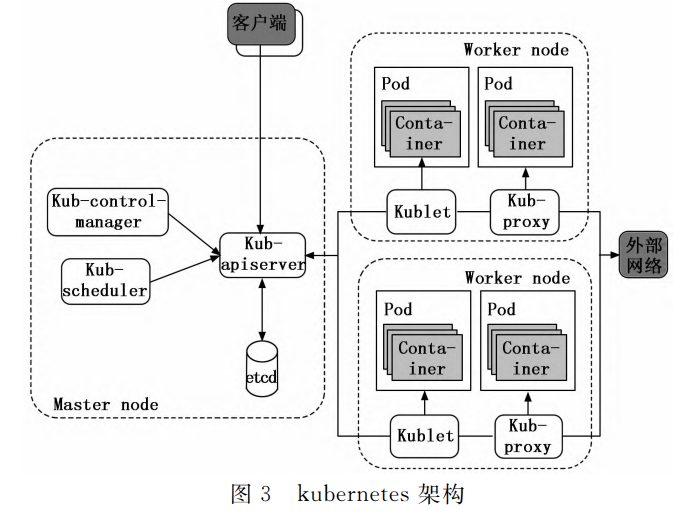 客户端
Worker node
Pod
Pod
Conta-
iner
Conta-
iner
Kublet
Kub-
proxy
Kub-control-
manager
Kub-
apiserver
Kub-
scheduler
etcd
Master node
外部
网络
Worker node
Pod
Pod
Conta-
iner
Conta-
iner
Kublet
Kub-
proxy
图 3 kubernetes 架构